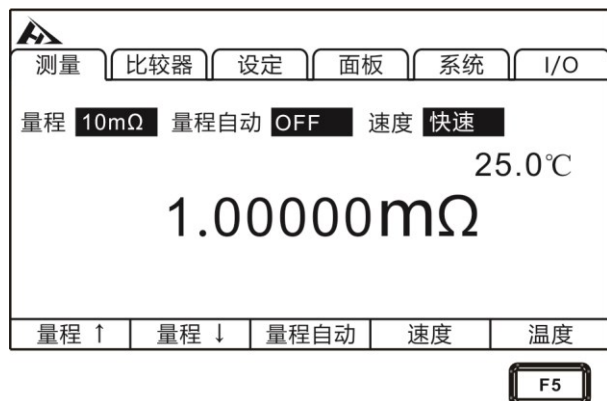 测量 比较器 设定 面板 系统 I/O
量程 10mΩ 量程自动 OFF 速度 快速
25.0℃
1.00000mΩ
量程 ↑ 量程 ↓ 量程自动 速度 温度
F5